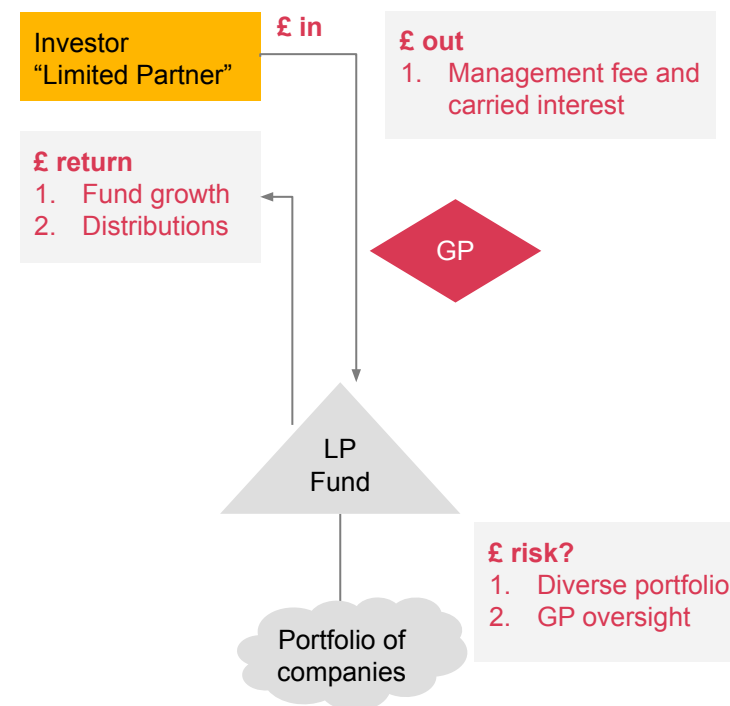 Investor
“Limited Partner”
£ in
£ out
1. Management fee and
carried interest
£ return
1. Fund growth
2. Distributions
GP
LP
Fund
£ risk?
1. Diverse portfolio
2. GP oversight
Portfolio of
companies